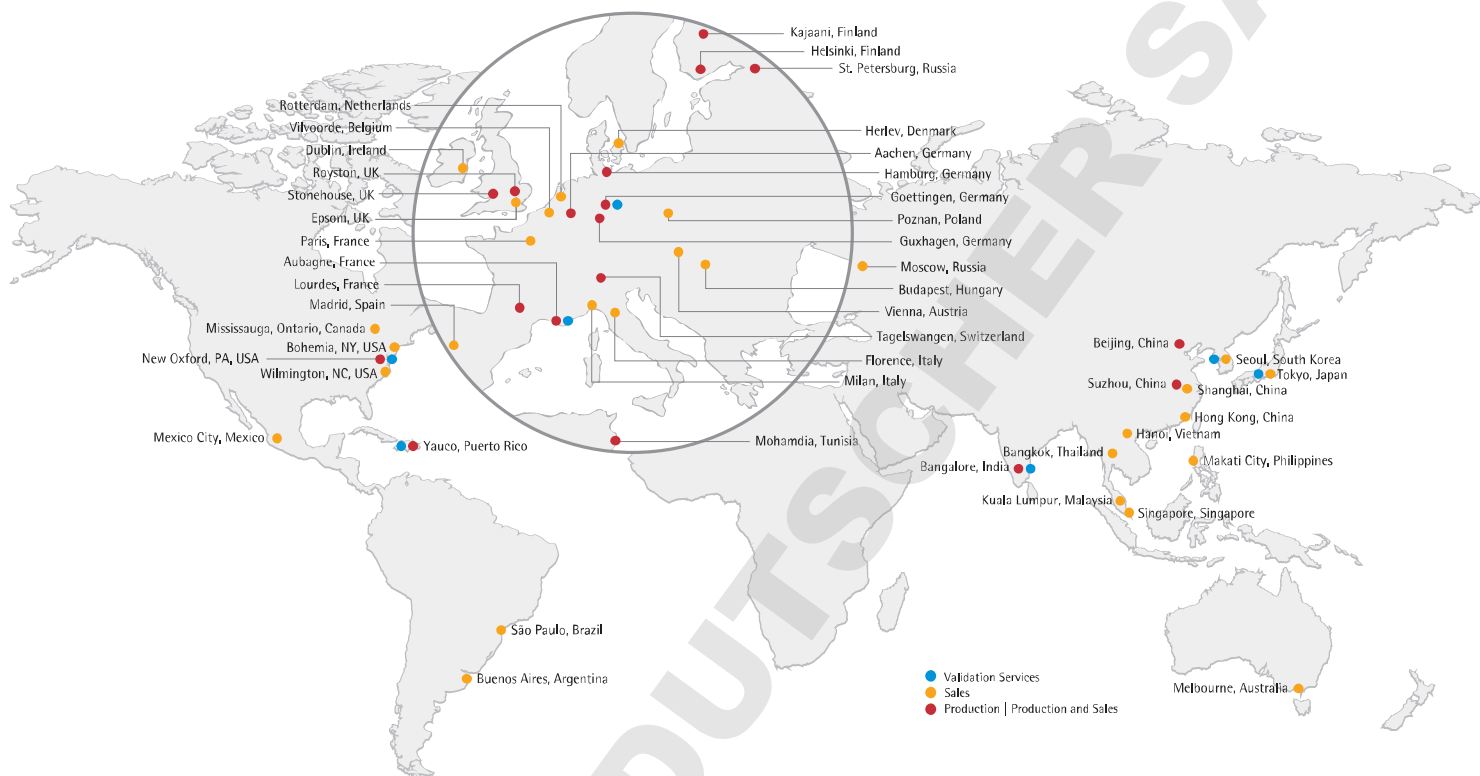 Kajaani, Finland
Helsinki, Finland
St. Petersburg, Russia
Rotterdam, Netherlands
Vilvoorde, Belgium
Dublin, Ireland
Royston, UK
Stonehouse, UK
Epsom, UK
Paris, France
Aubagne, France
Lourdes, France
Madrid, Spain
Mississauga, Ontario, Canada
Bohemia, NY, USA
New Oxford, PA, USA
Wilmington, NC, USA
Mexico City, Mexico
Yauco, Puerto Rico
São Paulo, Brazil
Buenos Aires, Argentina
Herlev, Denmark
Aachen, Germany
Hamburg, Germany
Goettingen, Germany
Poznan, Poland
Guxhagen, Germany
Moscow, Russia
Budapest, Hungary
Vienna, Austria
Tagelswangen, Switzerland
Florence, Italy
Milan, Italy
Mohamdia, Tunisia
Beijing, China
Seoul, South Korea
Tokyo, Japan
Suzhou, China
Shanghai, China
Hong Kong, China
Hanoi, Vietnam
Bangkok, Thailand
Makati City, Philippines
Bangalore, India
Kuala Lumpur, Malaysia
Singapore, Singapore
Melbourne, Australia
Validation Services
Sales
Production | Production and Sales
DUTSCHER SA